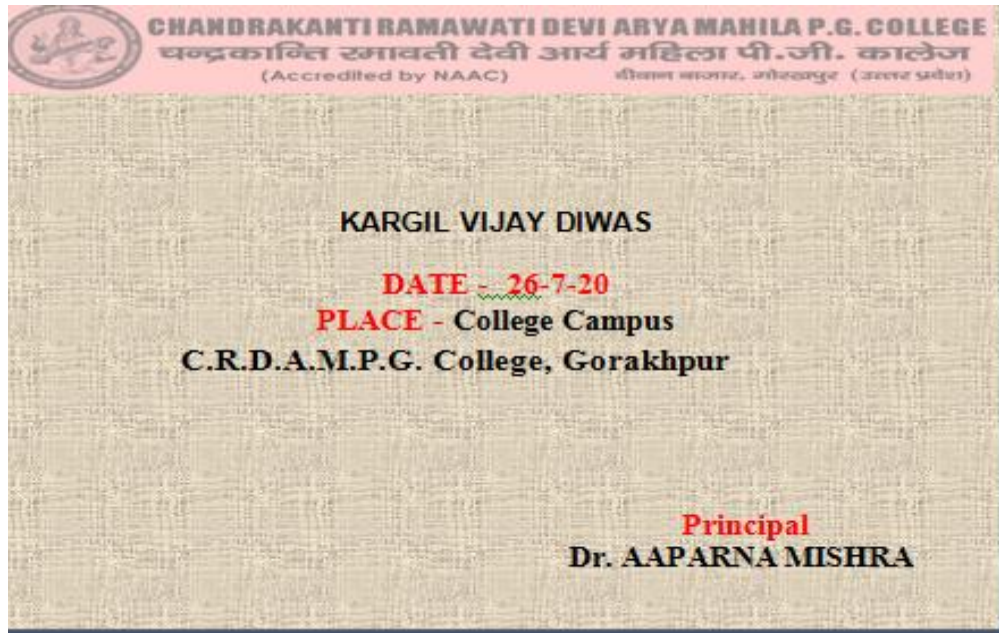 CHANDRAKANTI RAMAWATI DEVI ARYA MAHILA P.G. COLLEGE
चन्द्रकान्ति रमावती देवी आर्य महिला पी.जी. कालेज
(Accredited by NAAC) दीवान बाजार, गोरखपुर (उत्तर प्रदेश)
KARGIL VIJAY DIWAS
DATE - 26-7-20
PLACE - College Campus
C.R.D.A.M.P.G. College, Gorakhpur
Principal
Dr. AAPARNA MISHRA